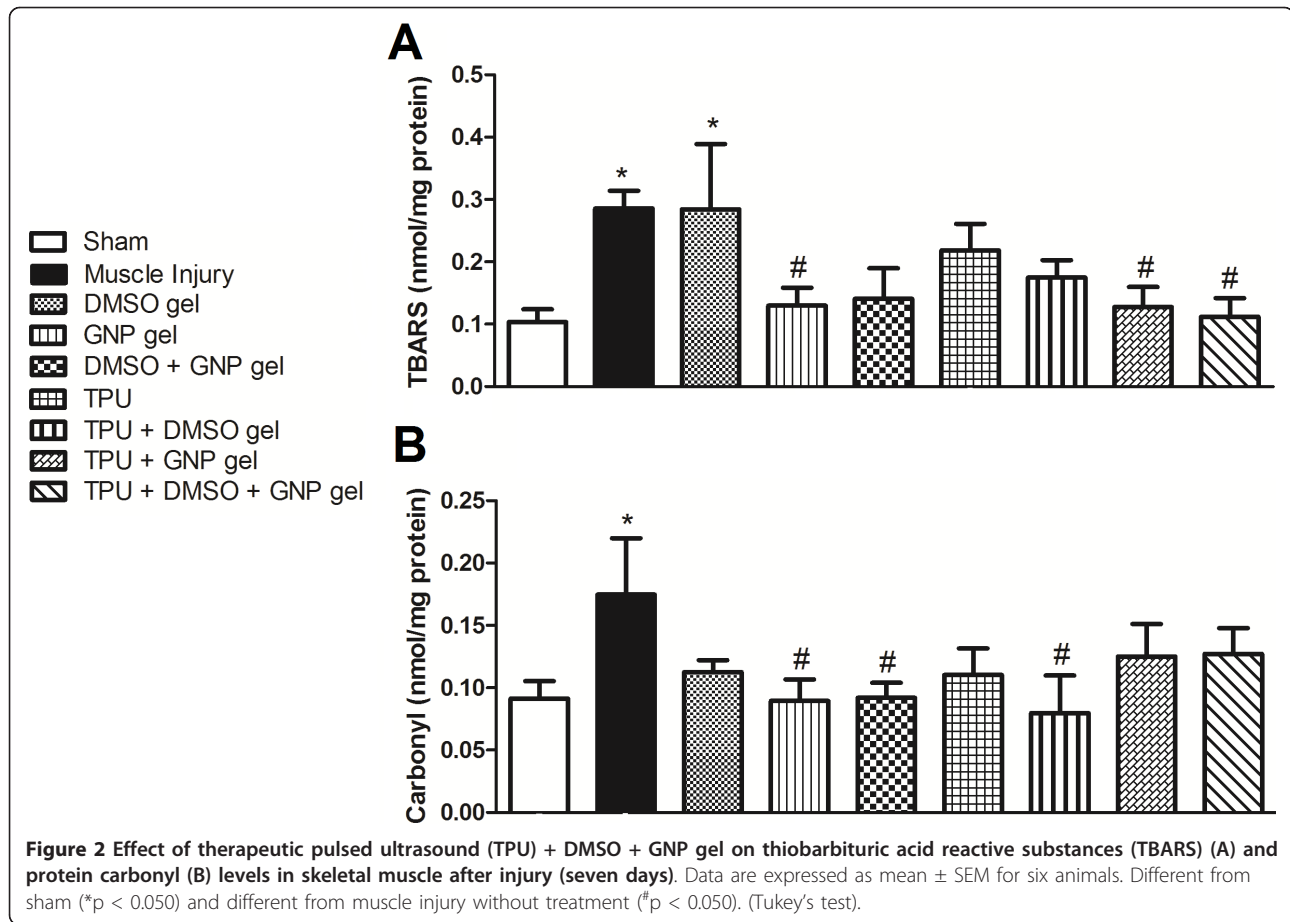 A
TBARS (nmol/mg protein)
0.5
0.4
0.3
0.2
0.1
0.0
*
*
#
#
#
Sham
Muscle Injury
DMSO gel
GNP gel
DMSO + GNP gel
TPU
TPU + DMSO gel
TPU + GNP gel
TPU + DMSO + GNP gel
B
Carbonyl (nmol/mg protein)
0.25
0.20
0.15
0.10
0.05
0.00
*
#
#
#
Figure 2 Effect of therapeutic pulsed ultrasound (TPU) + DMSO + GNP gel on thiobarbituric acid reactive substances (TBARS) (A) and
protein carbonyl (B) levels in skeletal muscle after injury (seven days). Data are expressed as mean ± SEM for six animals. Different from
sham (*p < 0.050) and different from muscle injury without treatment (#p < 0.050). (Tukey's test).